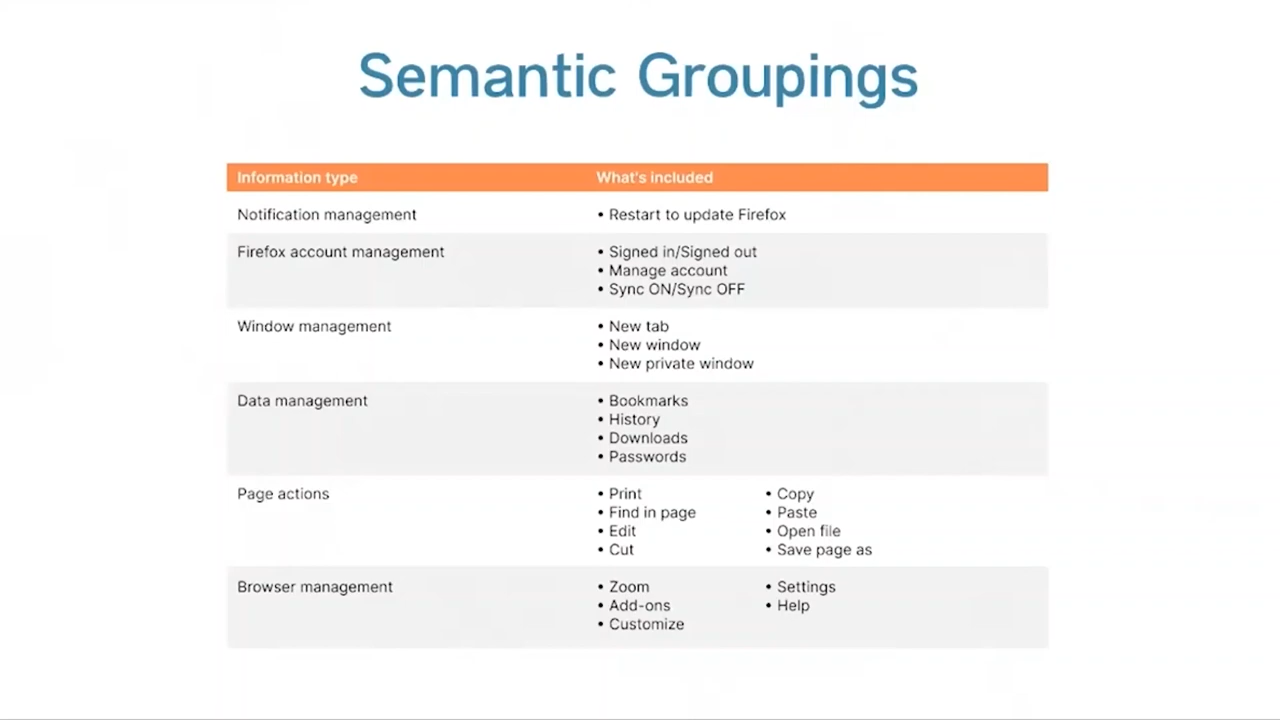 Semantic Groupings
Information type What's included
Notification management • Restart to update Firefox
Firefox account management • Signed in/Signed out
• Manage account
• Sync ON/Sync OFF
Window management • New tab
• New window
• New private window
Data management • Bookmarks
• History
• Downloads
• Passwords
Page actions • Print • Copy
• Find in page • Paste
• Edit • Open file
• Cut • Save page as
Browser management • Zoom • Settings
• Add-ons • Help
• Customize